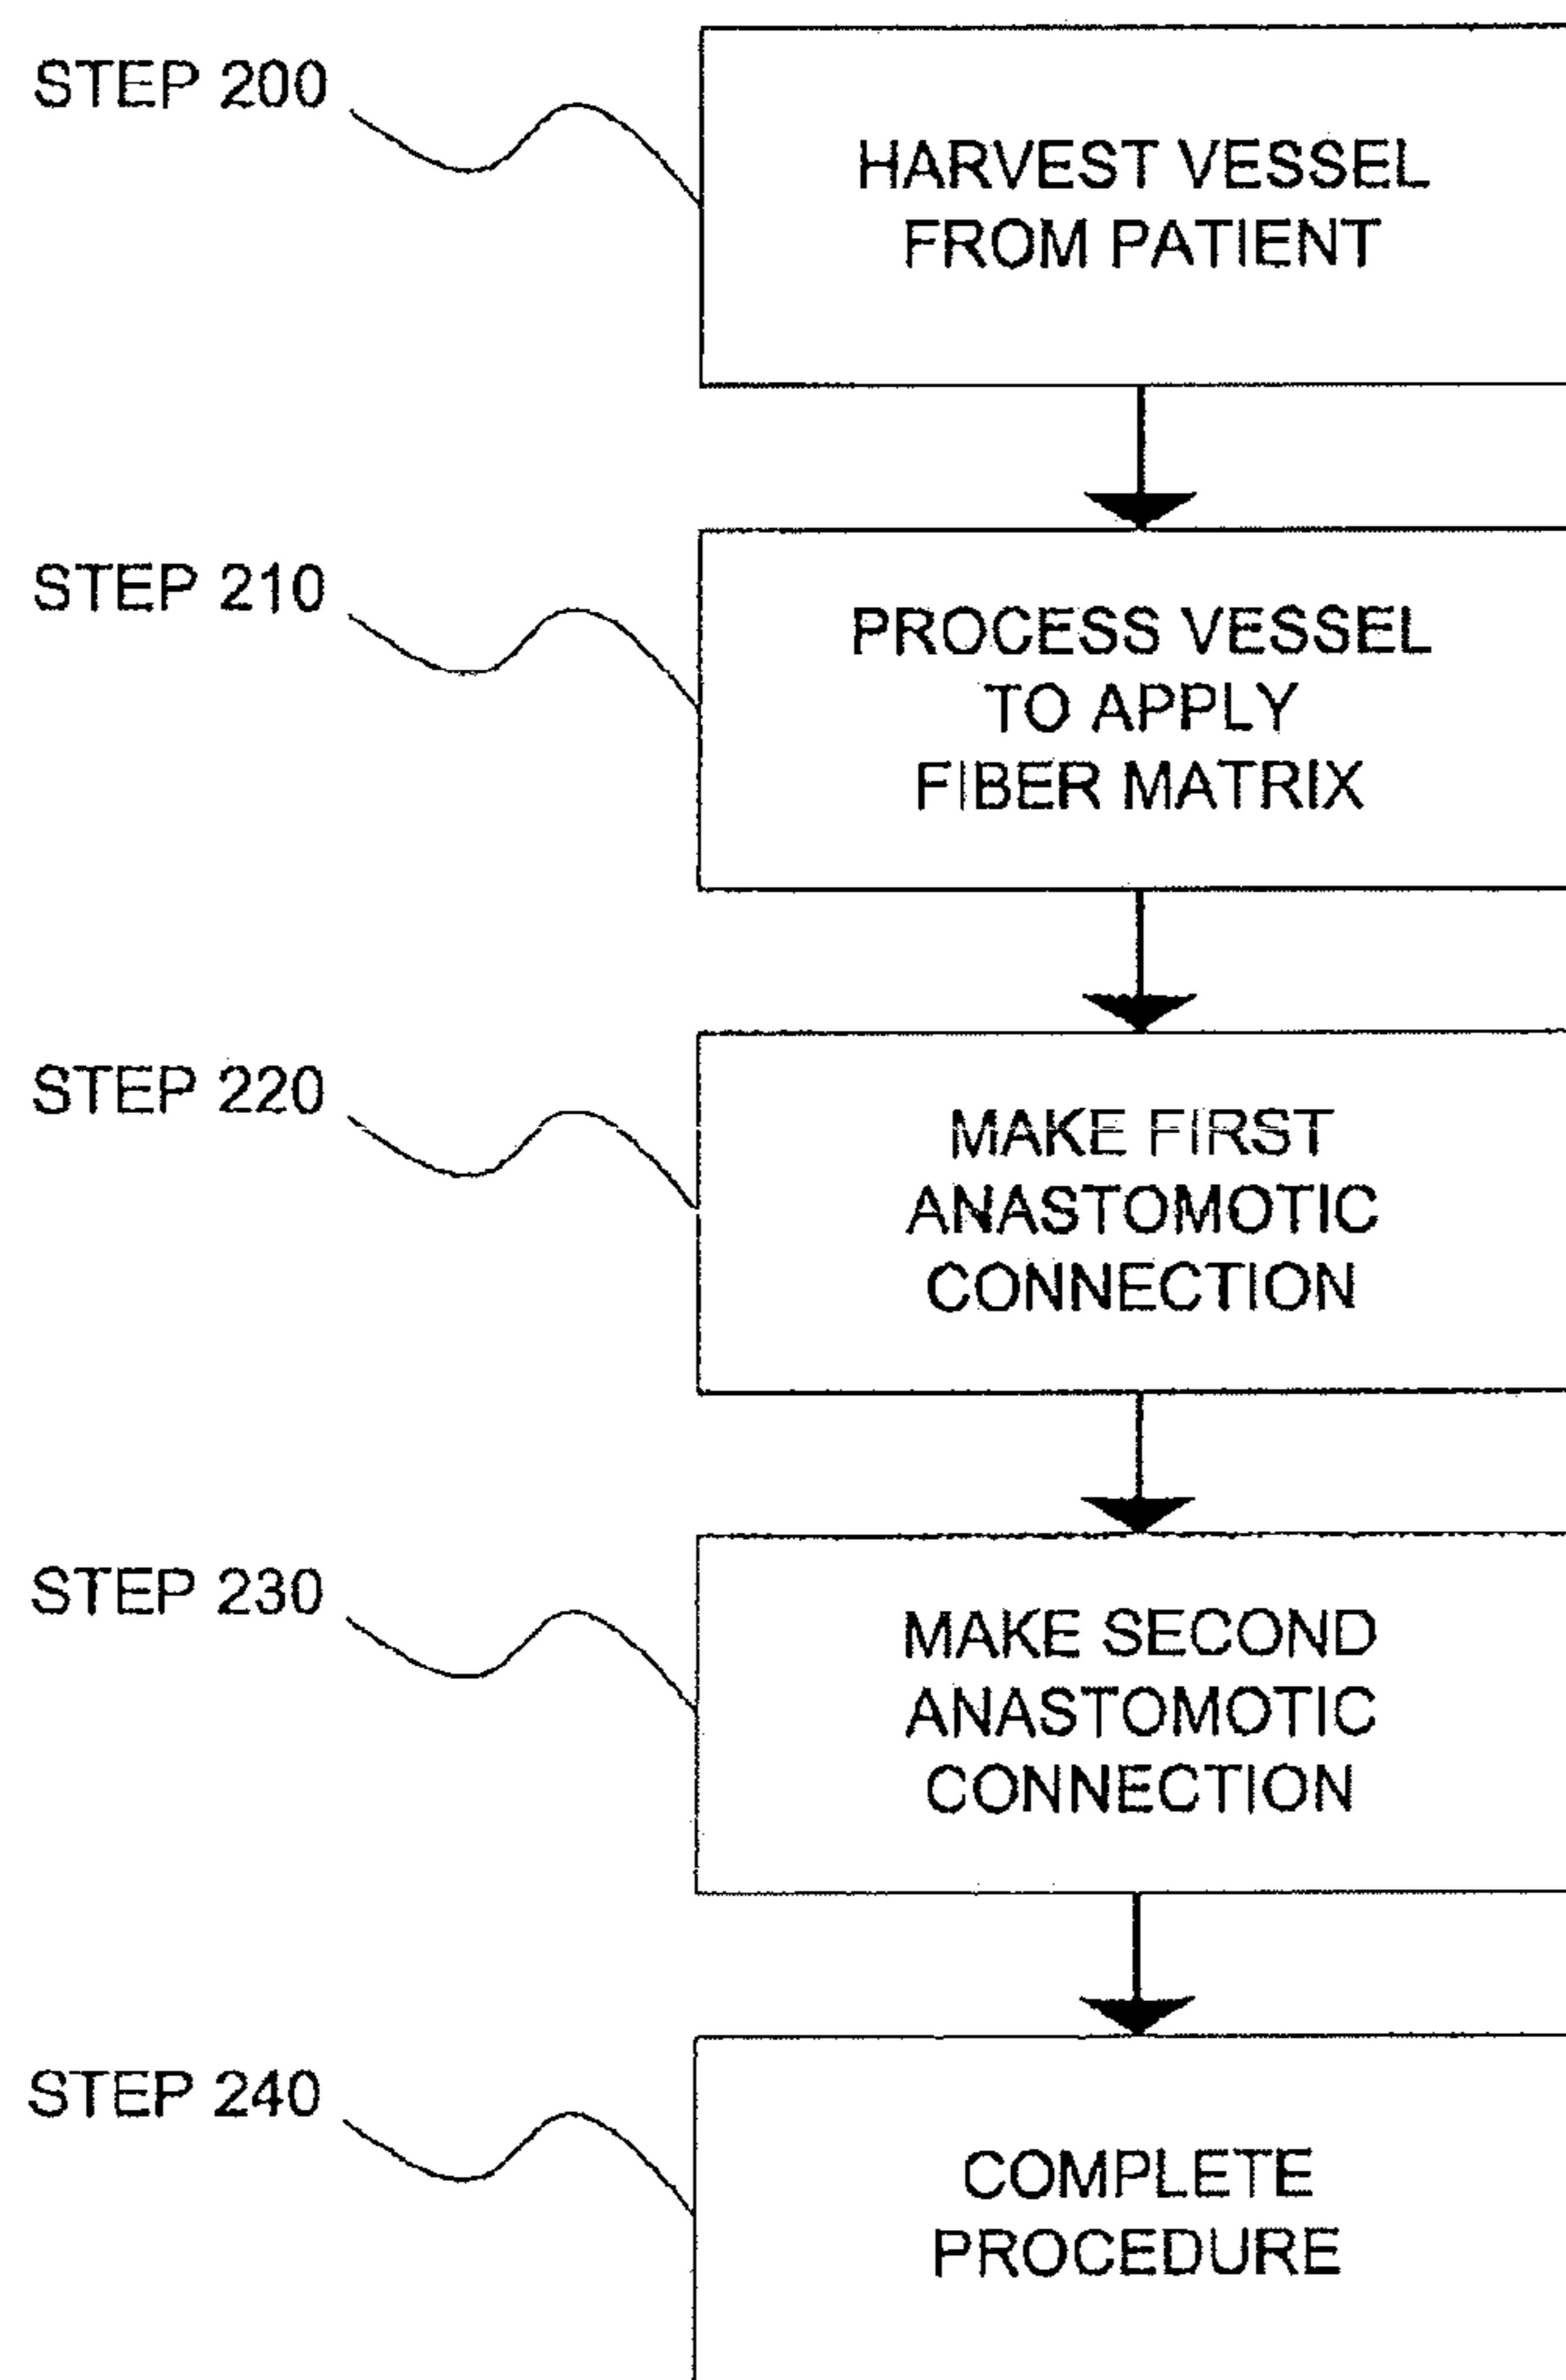 STEP 200
HARVEST VESSEL
FROM PATIENT
STEP 210
PROCESS VESSEL
TO APPLY
FIBER MATRIX
STEP 220
MAKE FIRST
ANASTOMOTIC
CONNECTION
STEP 230
MAKE SECOND
ANASTOMOTIC
CONNECTION
STEP 240
COMPLETE
PROCEDURE